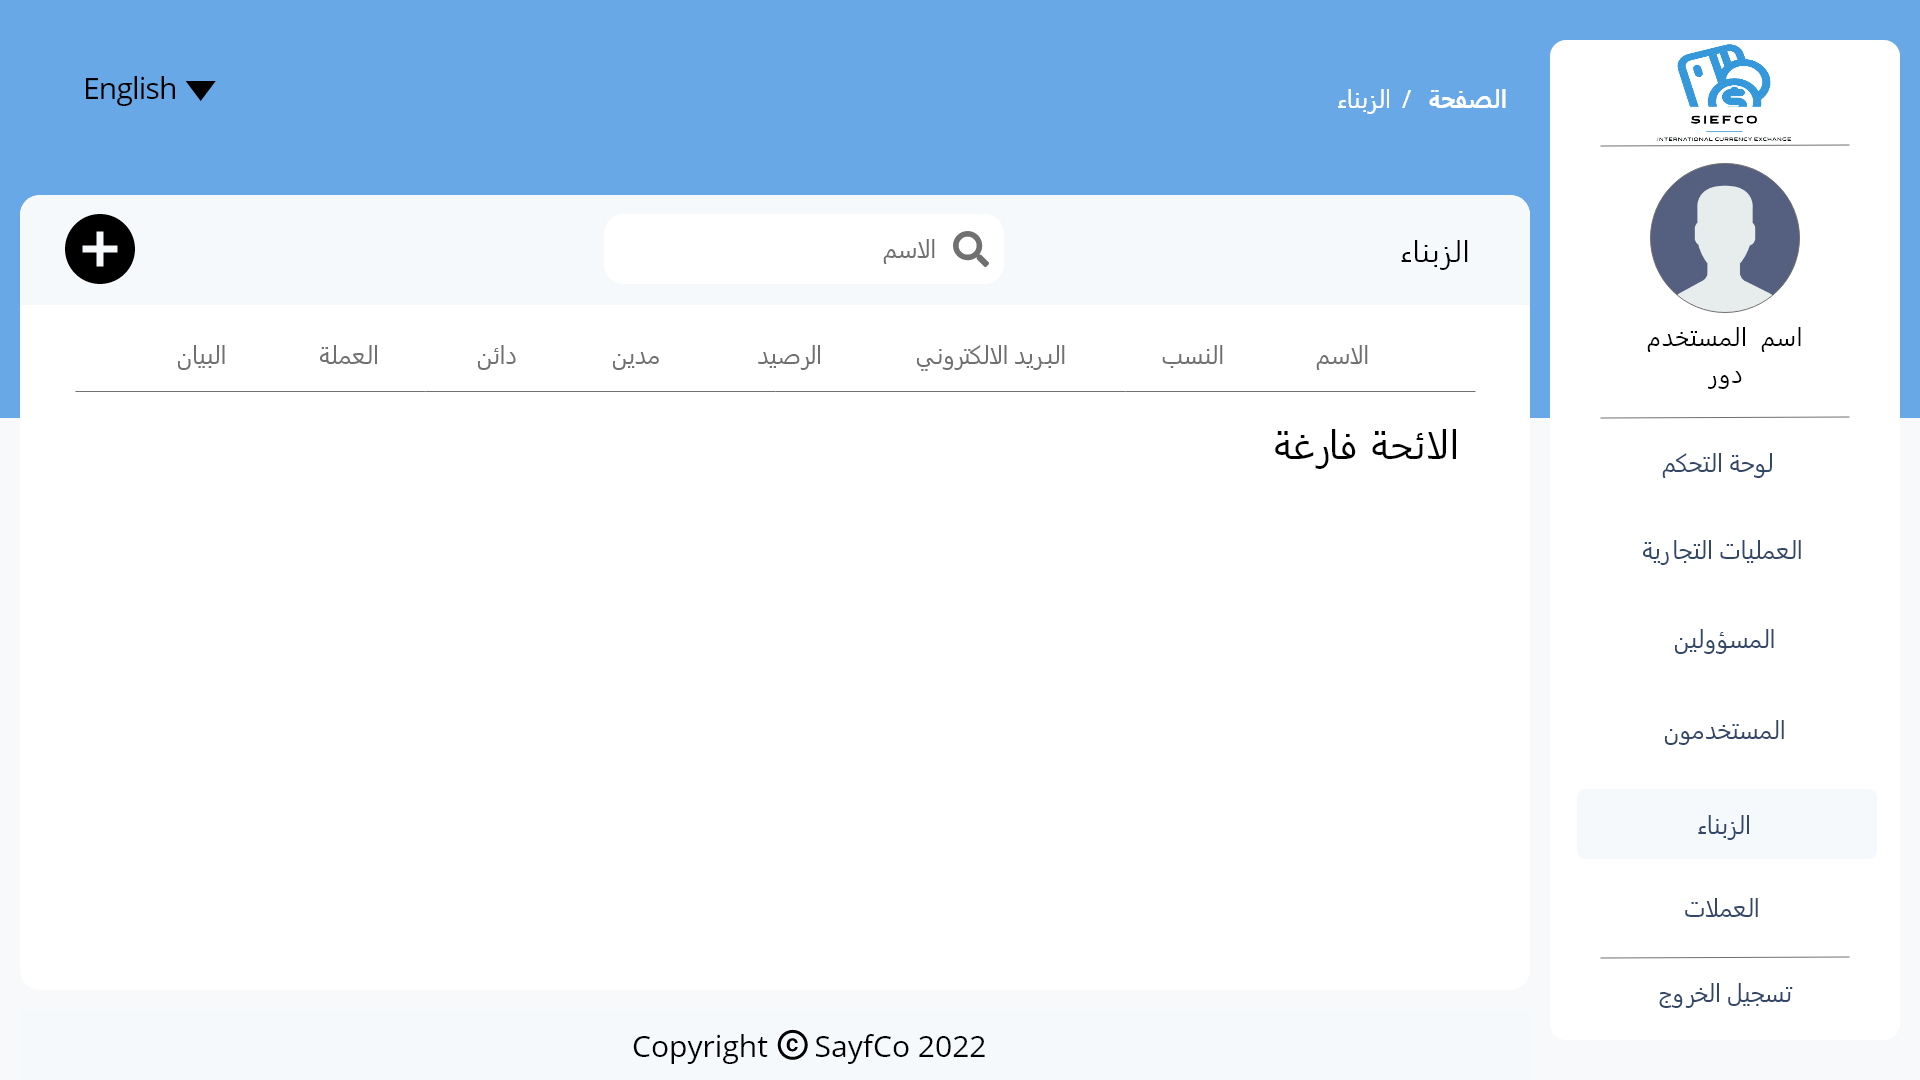 SIEFCO
INTERNATIONAL CURRENCY EXCHANGE
اسم المستخدم
دور
لوحة التحكم
العمليات التجارية
المسؤولين
المستخدمون
الزبناء
العملات
تسجيل الخروج
الصفحة / الزبناء
English
الزبناء
الاسم
الاسم النسب البريد الالكتروني الرصيد مدين دائن العملة البيان
الائحة فارغة
Copyright © SayfCo 2022